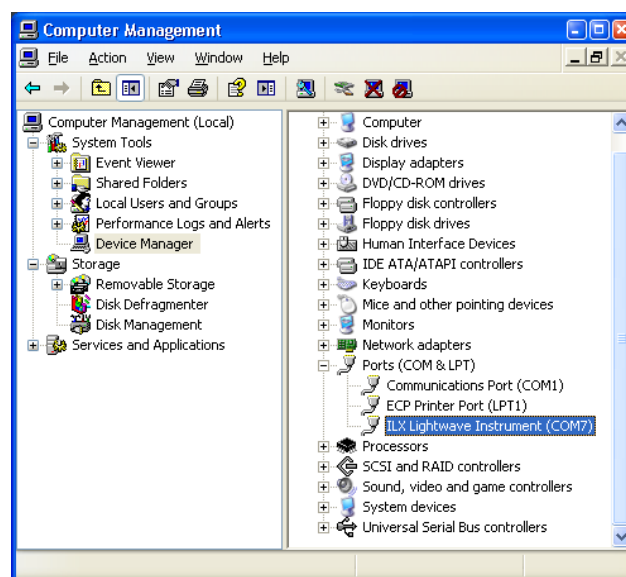 Computer Management
File Action View Window Help
Computer Management (Local)
System Tools
Event Viewer
Shared Folders
Local Users and Groups
Performance Logs and Alerts
Device Manager
Storage
Removable Storage
Disk Defragmenter
Disk Management
Services and Applications
Computer
Disk drives
Display adapters
DVD/CD-ROM drives
Floppy disk controllers
Floppy disk drives
Human Interface Devices
IDE ATA/ATAPI controllers
Keyboards
Mice and other pointing devices
Monitors
Network adapters
Ports (COM & LPT)
Communications Port (COM1)
ECP Printer Port (LPT1)
ILX Lightwave Instrument (COM7)
Processors
SCSI and RAID controllers
Sound, video and game controllers
System devices
Universal Serial Bus controllers